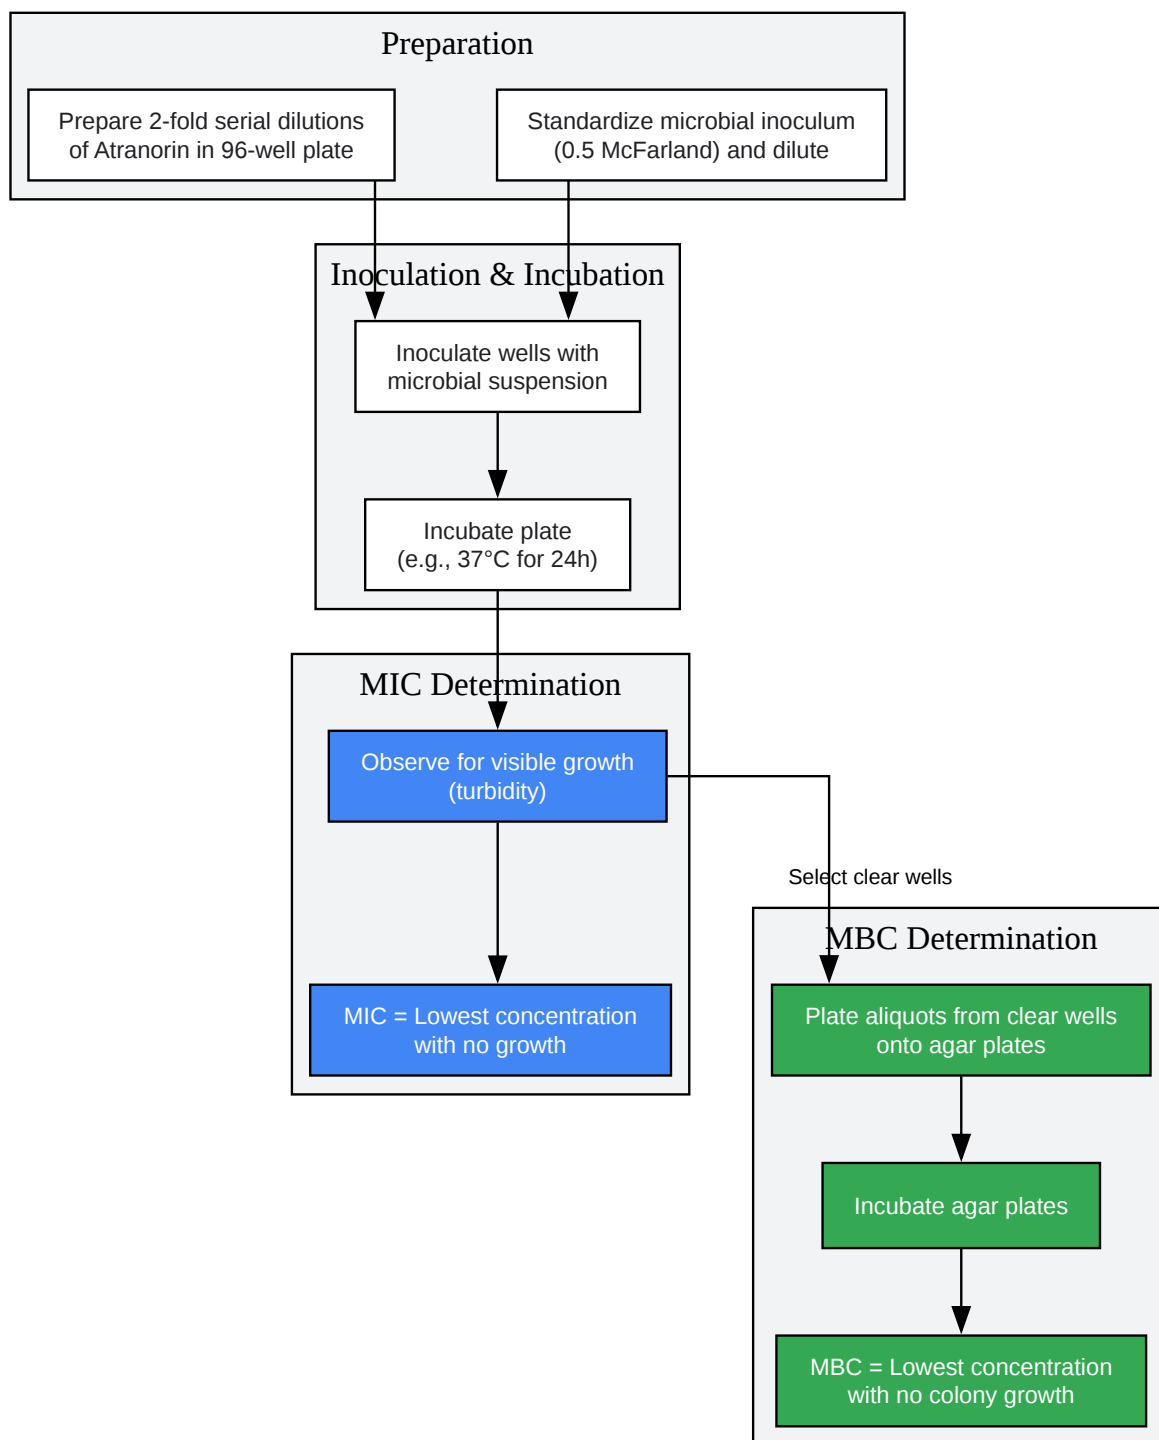 Preparation
Prepare 2-fold serial dilutions
of Atranorin in 96-well plate
Standardize microbial inoculum
(0.5 McFarland) and dilute
Inoculation & Incubation
Inoculate wells with
microbial suspension
Incubate plate
(e.g., 37°C for 24h)
MIC Determination
Observe for visible growth
(turbidity)
MIC = Lowest concentration
with no growth
Select clear wells
MBC Determination
Plate aliquots from clear wells
onto agar plates
Incubate agar plates
MBC = Lowest concentration
with no colony growth